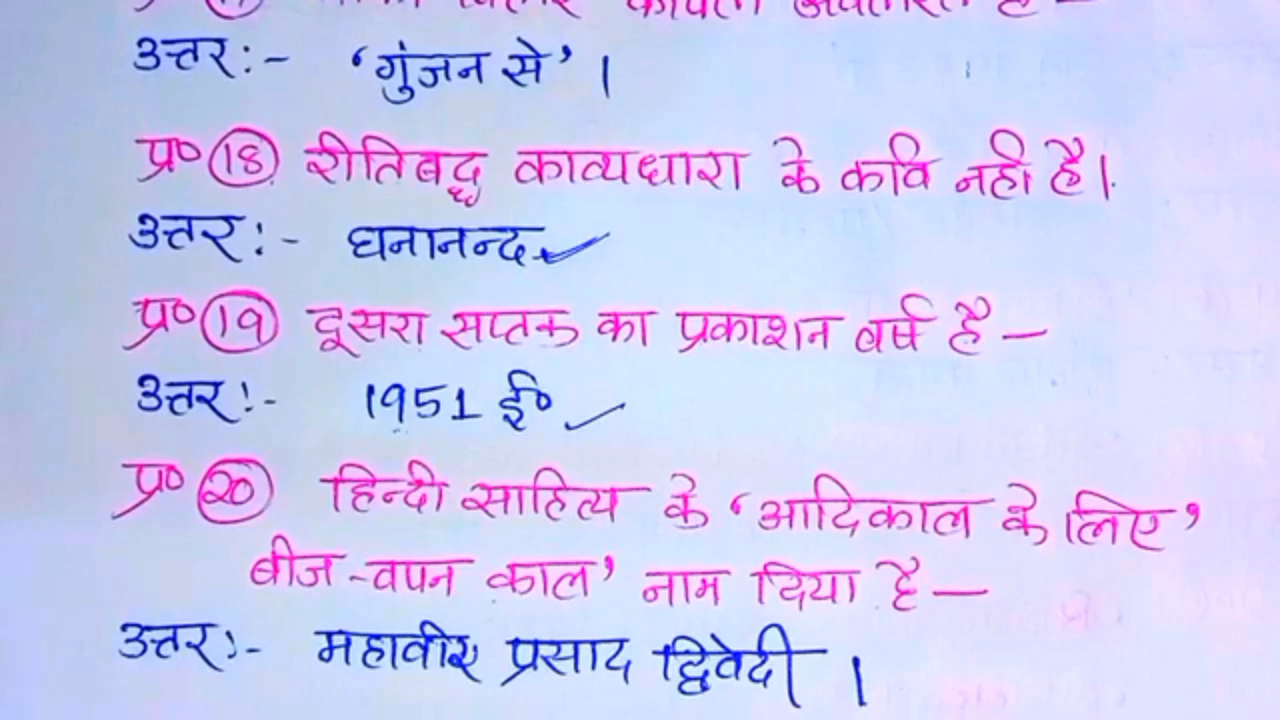 उत्तर:- 'गुंजन से' ।
प्र० (18) रीतिबद्ध काव्यधारा के कवि नही है।
उत्तर:- घनानन्द
प्र० (19) दूसरा सप्तक का प्रकाशन वर्ष है –
उत्तर:- 1951 ई०
प्र० (20) हिन्दी साहित्य के 'आदिकाल के लिए'
बीज-वपन काल' नाम दिया है –
उत्तर:- महावीर प्रसाद द्विवेदी ।